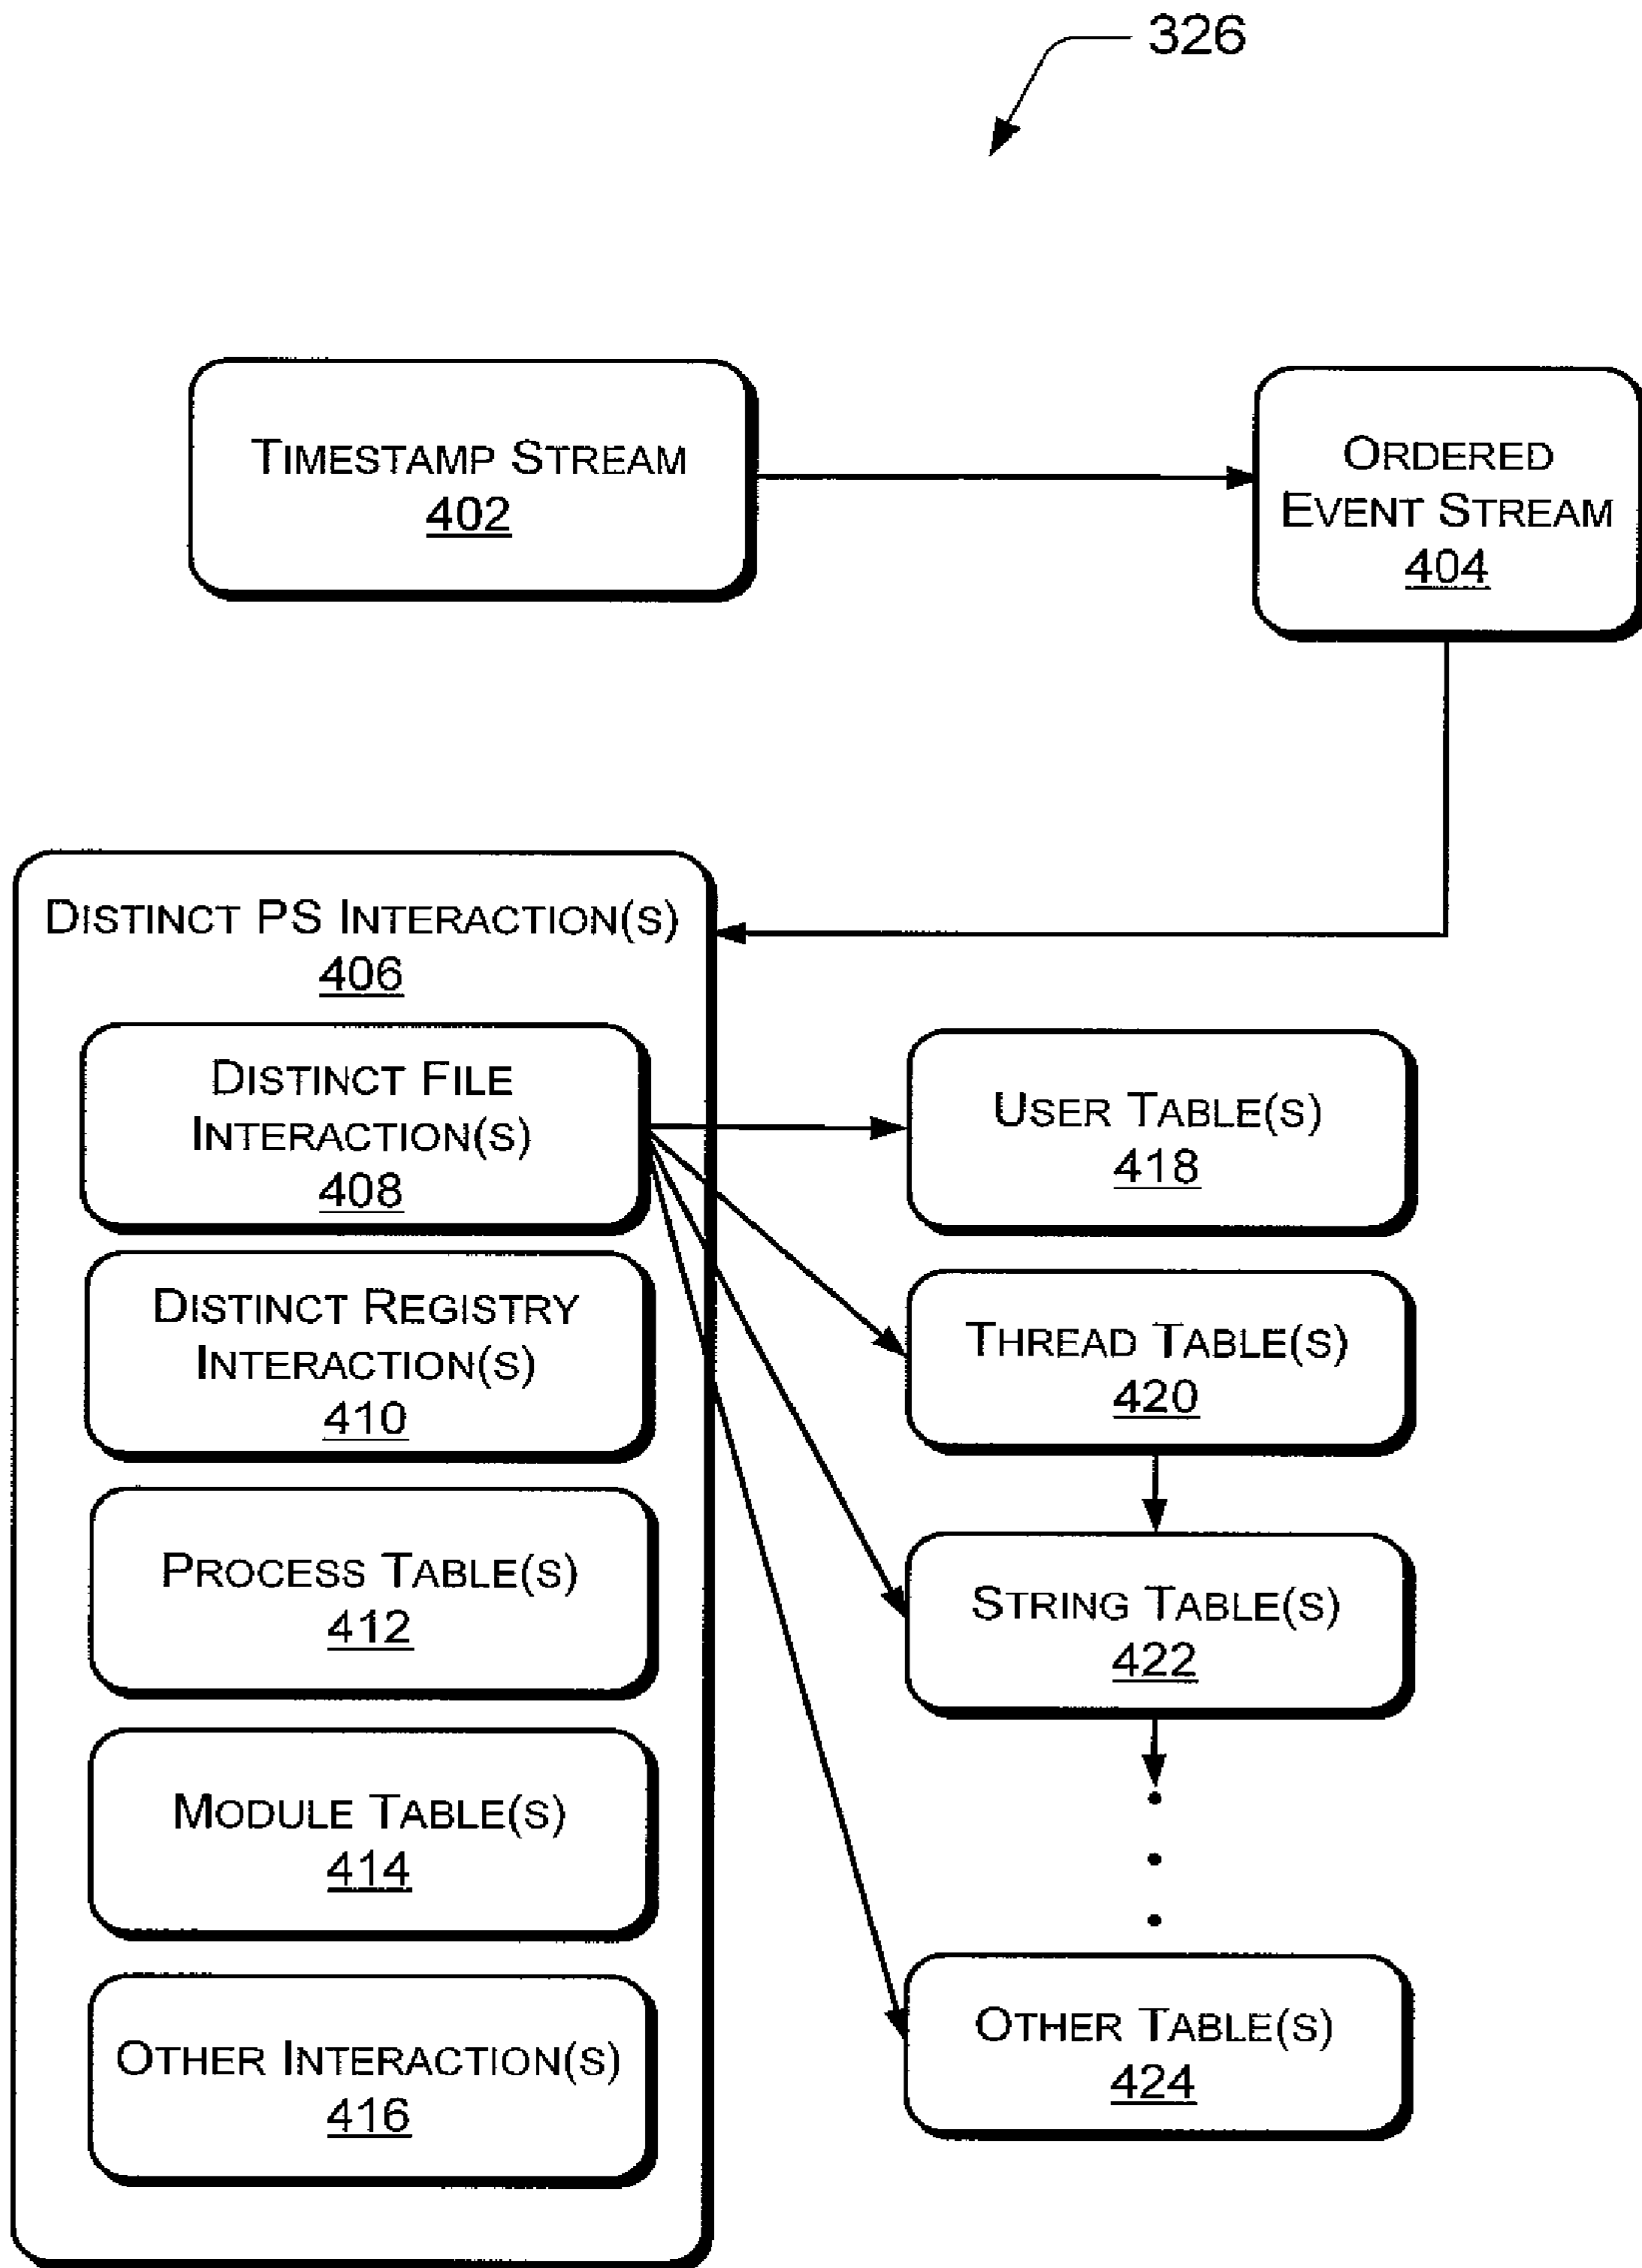 326
TIMESTAMP STREAM
402
ORDERED
EVENT STREAM
404
DISTINCT PS INTERACTION(S)
406
DISTINCT FILE
INTERACTION(S)
408
DISTINCT REGISTRY
INTERACTION(S)
410
PROCESS TABLE(S)
412
MODULE TABLE(S)
414
OTHER INTERACTION(S)
416
USER TABLE(S)
418
THREAD TABLE(S)
420
STRING TABLE(S)
422
OTHER TABLE(S)
424